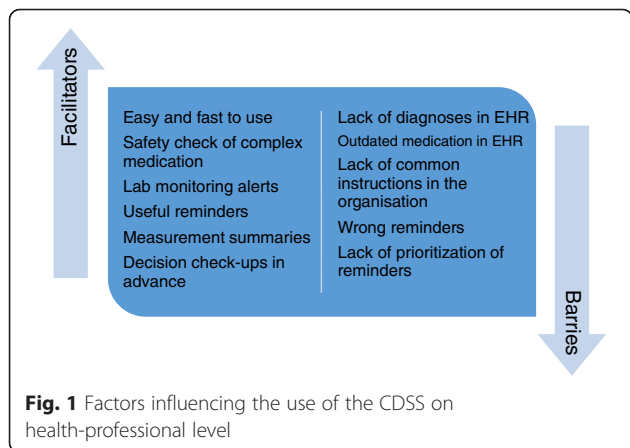 Facilitators
Easy and fast to use
Safety check of complex
medication
Lab monitoring alerts
Useful reminders
Measurement summaries
Decision check-ups in
advance
Lack of diagnoses in EHR
Outdated medication in EHR
Lack of common
instructions in the
organisation
Wrong reminders
Lack of prioritization of
reminders
Barries
Fig. 1 Factors influencing the use of the CDSS on
health-professional level